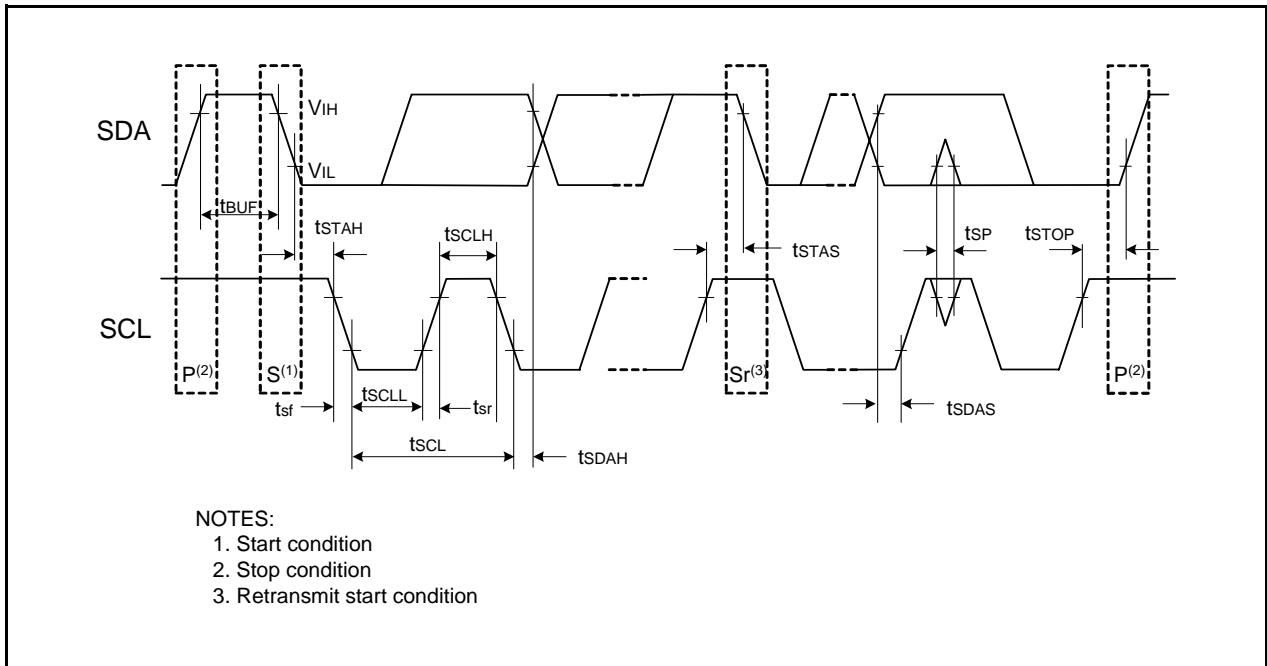 SDA
VIH
VIL
tBUF
tSTAH
tSCLH
tSTAS
tSP
tSTOP
SCL
P(2)
S(1)
Sr(3)
P(2)
tsf
tSCLL
tsr
tSDAS
tSCL
tSDAH
NOTES:
1. Start condition
2. Stop condition
3. Retransmit start condition